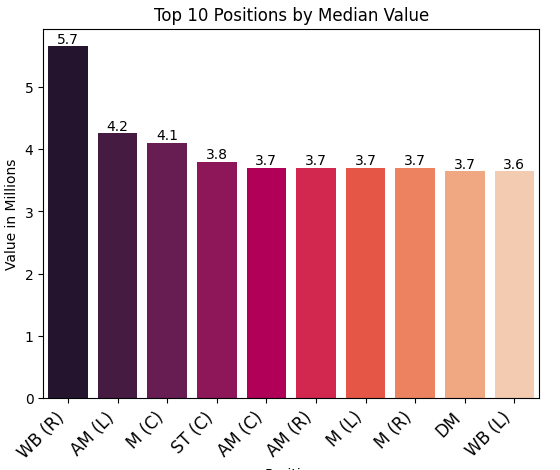 Top 10 Positions by Median Value
5.7
4.2
4.1
3.8
3.7
3.7
3.7
3.7
3.7
3.6
Value in Millions
5
4
3
2
1
0
WB (R)
AM (L)
M (C)
ST (C)
AM (C)
AM (R)
M (L)
M (R)
DM
WB (L)